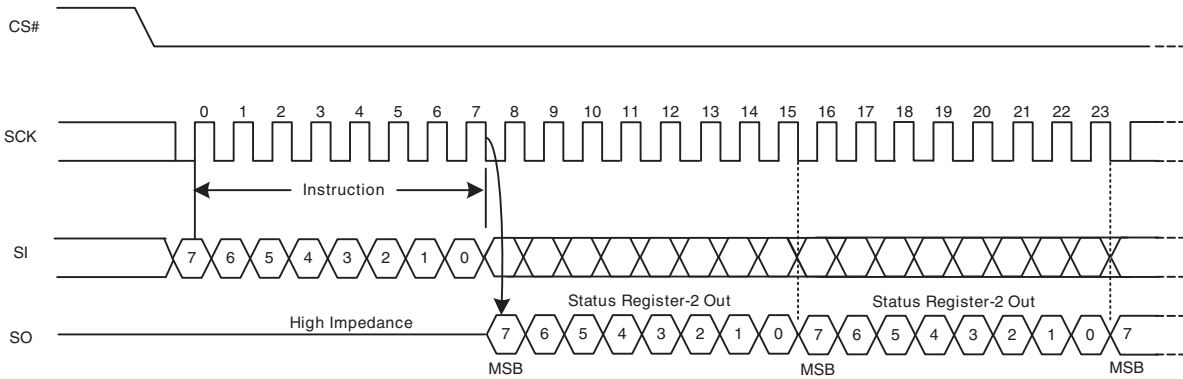 CS#
0 1 2 3 4 5 6 7 8 9 10 11 12 13 14 15 16 17 18 19 20 21 22 23
SCK
Instruction
SI
7 6 5 4 3 2 1 0
Status Register-2 Out Status Register-2 Out
High Impedance
SO
7 6 5 4 3 2 1 0 7 6 5 4 3 2 1 0 7
MSB MSB MSB